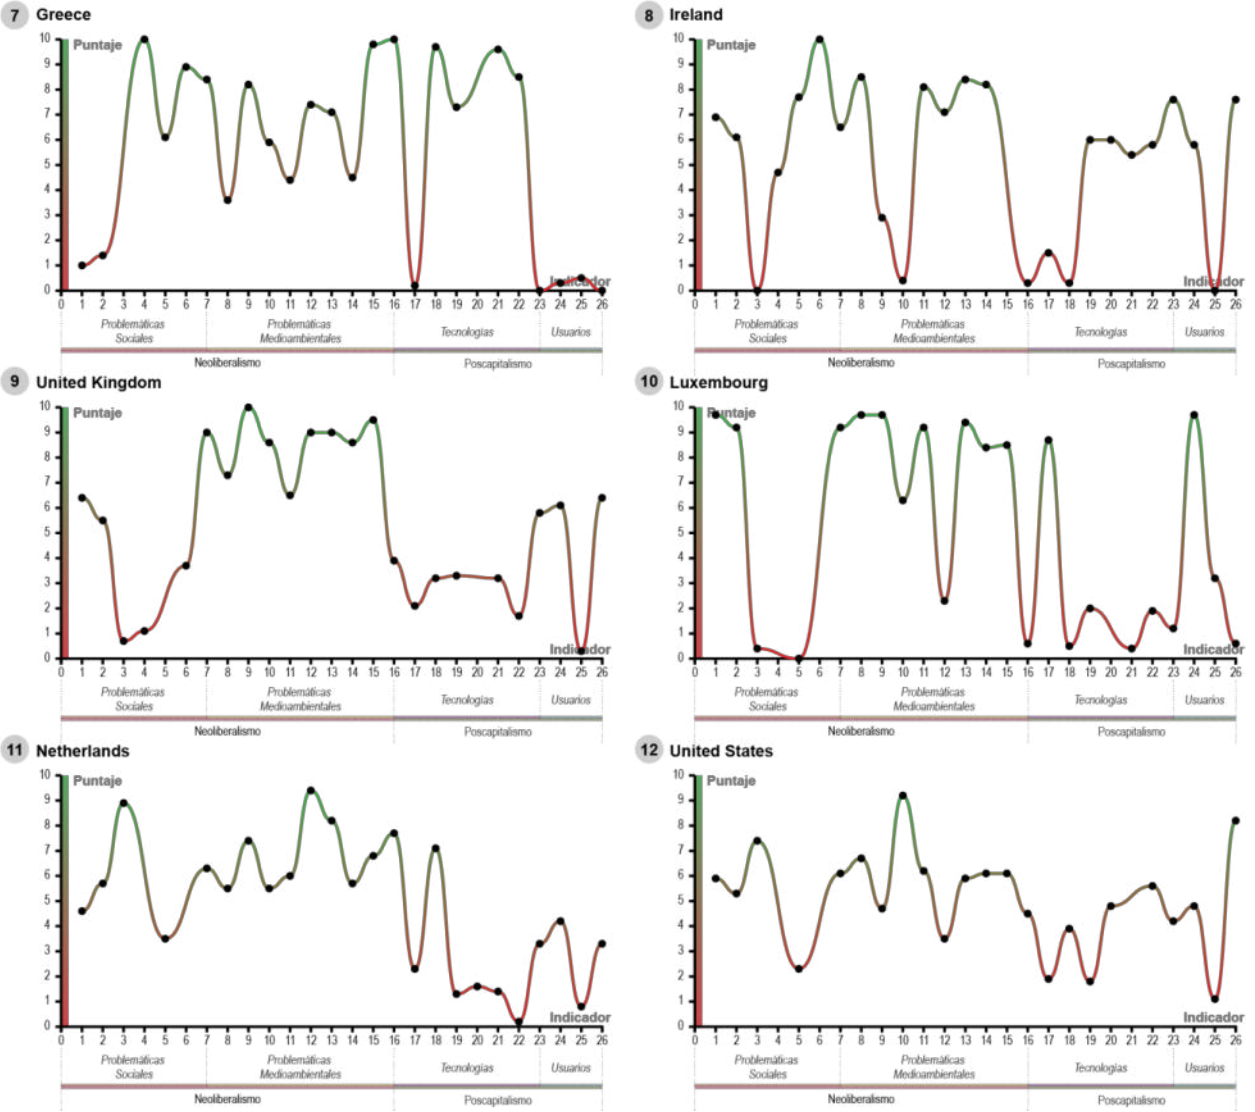 7 Greece
10 Puntaje
9
8
7
6
5
4
3
2
1 Indicador
0
0 1 2 3 4 5 6 7 8 9 10 11 12 13 14 15 16 17 18 19 20 21 22 23 24 25 26
Problemáticas Sociales Problemáticas Medioambientales Tecnologías Usuarios
Neoliberalismo Poscapitalismo
8 Ireland
10 Puntaje
9
8
7
6
5
4
3
2
1 Indicador
0
0 1 2 3 4 5 6 7 8 9 10 11 12 13 14 15 16 17 18 19 20 21 22 23 24 25 26
Problemáticas Sociales Problemáticas Medioambientales Tecnologías Usuarios
Neoliberalismo Poscapitalismo
9 United Kingdom
10 Puntaje
9
8
7
6
5
4
3
2
1 Indicador
0
0 1 2 3 4 5 6 7 8 9 10 11 12 13 14 15 16 17 18 19 20 21 22 23 24 25 26
Problemáticas Sociales Problemáticas Medioambientales Tecnologías Usuarios
Neoliberalismo Poscapitalismo
10 Luxembourg
10 Puntaje
9
8
7
6
5
4
3
2
1 Indicador
0
0 1 2 3 4 5 6 7 8 9 10 11 12 13 14 15 16 17 18 19 20 21 22 23 24 25 26
Problemáticas Sociales Problemáticas Medioambientales Tecnologías Usuarios
Neoliberalismo Poscapitalismo
11 Netherlands
10 Puntaje
9
8
7
6
5
4
3
2
1 Indicador
0
0 1 2 3 4 5 6 7 8 9 10 11 12 13 14 15 16 17 18 19 20 21 22 23 24 25 26
Problemáticas Sociales Problemáticas Medioambientales Tecnologías Usuarios
Neoliberalismo Poscapitalismo
12 United States
10 Puntaje
9
8
7
6
5
4
3
2
1 Indicador
0
0 1 2 3 4 5 6 7 8 9 10 11 12 13 14 15 16 17 18 19 20 21 22 23 24 25 26
Problemáticas Sociales Problemáticas Medioambientales Tecnologías Usuarios
Neoliberalismo Poscapitalismo